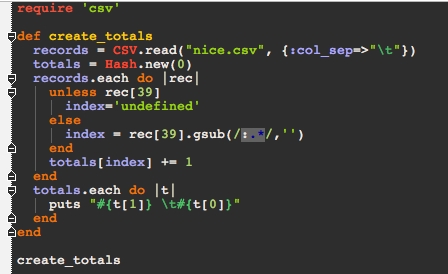 require 'csv'
def create_totals
records = CSV.read("nice.csv", {:col_sep=>"\t"})
totals = Hash.new(0)
records.each do |rec|
unless rec[39]
index='undefined'
else
index = rec[39].gsub(/:.*/,'')
end
totals[index] += 1
end
totals.each do |t|
puts "#{t[1]} \t#{t[0]}"
end
end
create_totals